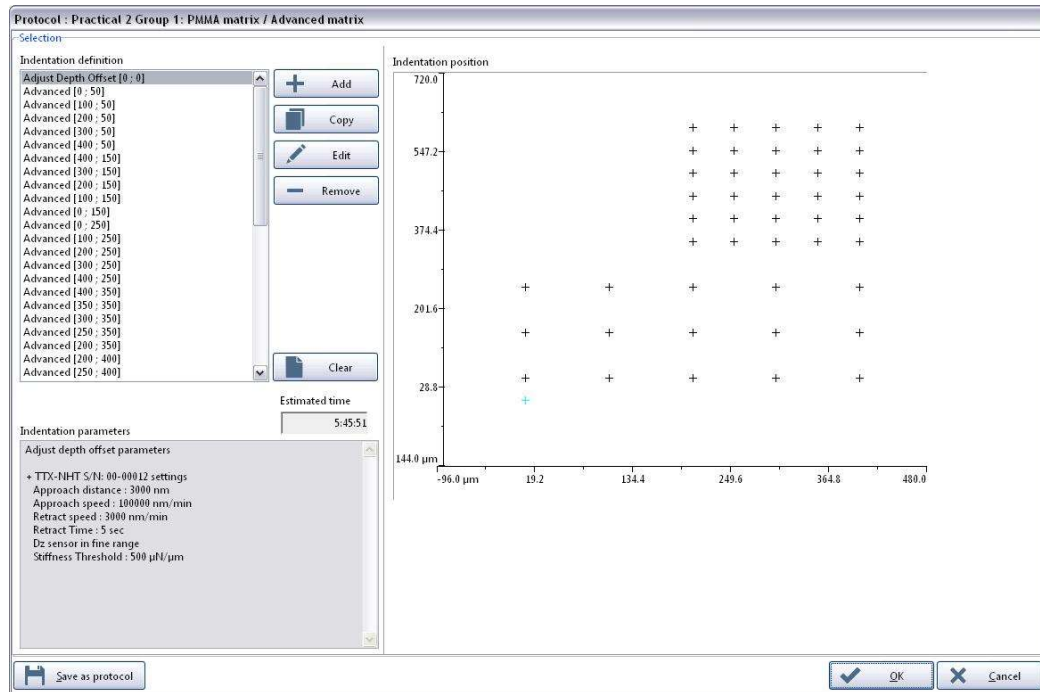 Protocol : Practical 2 Group 1: PMMA matrix / Advanced matrix
Selection
Indentation definition
Adjust Depth Offset [0 ; 0]
Advanced [0 ; 50]
Advanced [100 ; 50]
Advanced [200 ; 50]
Advanced [300 ; 50]
Advanced [400 ; 50]
Advanced [400 ; 150]
Advanced [300 ; 150]
Advanced [200 ; 150]
Advanced [100 ; 150]
Advanced [0 ; 150]
Advanced [0 ; 250]
Advanced [100 ; 250]
Advanced [200 ; 250]
Advanced [300 ; 250]
Advanced [400 ; 250]
Advanced [400 ; 350]
Advanced [350 ; 350]
Advanced [300 ; 350]
Advanced [250 ; 350]
Advanced [200 ; 350]
Advanced [200 ; 400]
Advanced [250 ; 400]
Add
Copy
Edit
Remove
Clear
Estimated time
5:45:51
Indentation parameters
Adjust depth offset parameters
+ TTX-NHT S/N: 00-00012 settings
Approach distance : 3000 nm
Approach speed : 100000 nm/min
Retract speed : 3000 nm/min
Retract Time : 5 sec
Dz sensor in fine range
Stiffness Threshold : 500 µN/µm
Indentation position
720.0
547.2
374.4
201.6
28.8
144.0 µm
-96.0 µm 19.2 134.4 249.6 364.8 480.0
Save as protocol
OK
Cancel